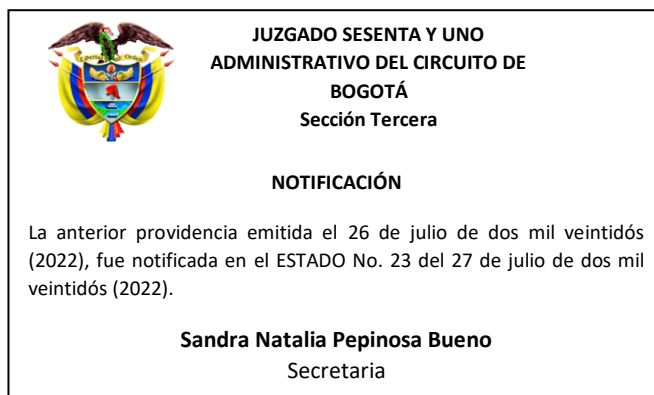 JUZGADO SESENTA Y UNO
ADMINISTRATIVO DEL CIRCUITO DE
BOGOTÁ
Sección Tercera
NOTIFICACIÓN
La anterior providencia emitida el 26 de julio de dos mil veintidós
(2022), fue notificada en el ESTADO No. 23 del 27 de julio de dos mil
veintidós (2022).
Sandra Natalia Pepinosa Bueno
Secretaria